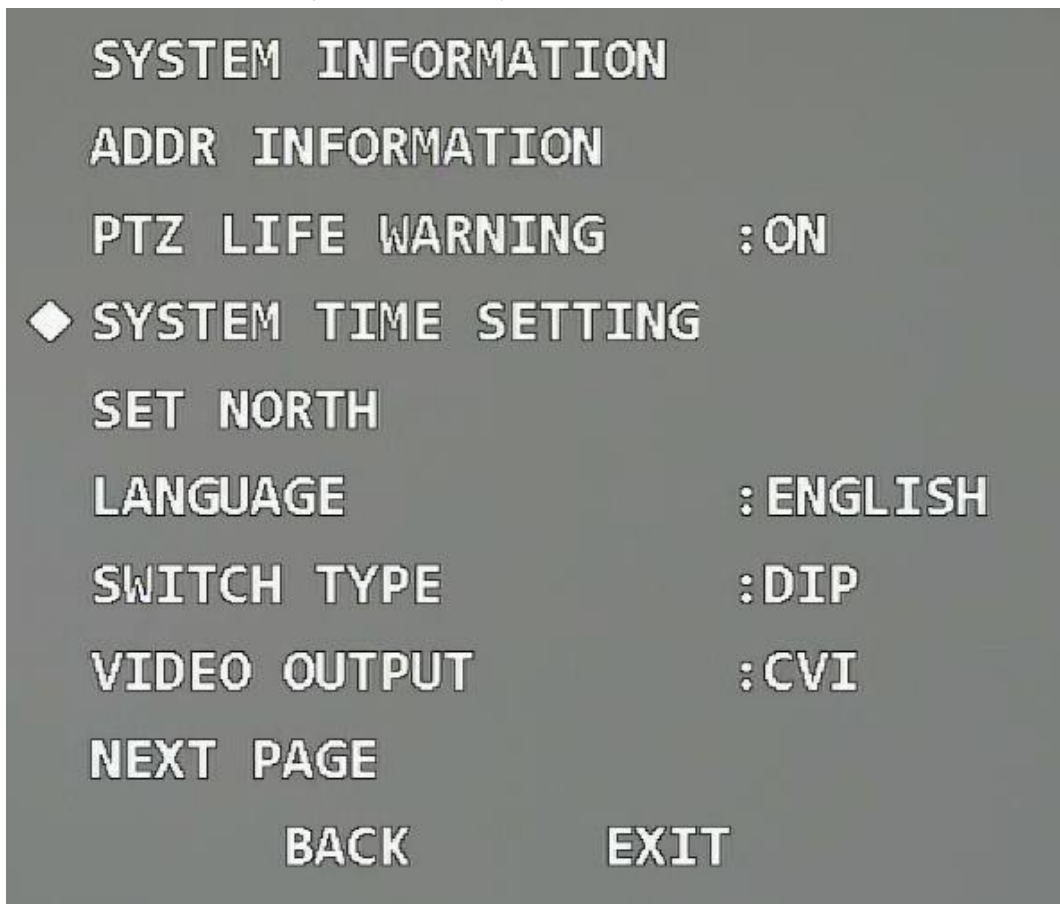 SYSTEM INFORMATION
ADDR INFORMATION
PTZ LIFE WARNING :ON
SYSTEM TIME SETTING
SET NORTH
LANGUAGE :ENGLISH
SWITCH TYPE :DIP
VIDEO OUTPUT :CVI
NEXT PAGE
BACK EXIT